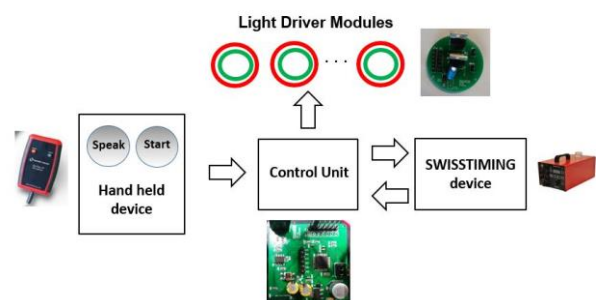 Light Driver Modules
. . .
Speak
Start
Hand held
device
Control Unit
SWISSTIMING
device